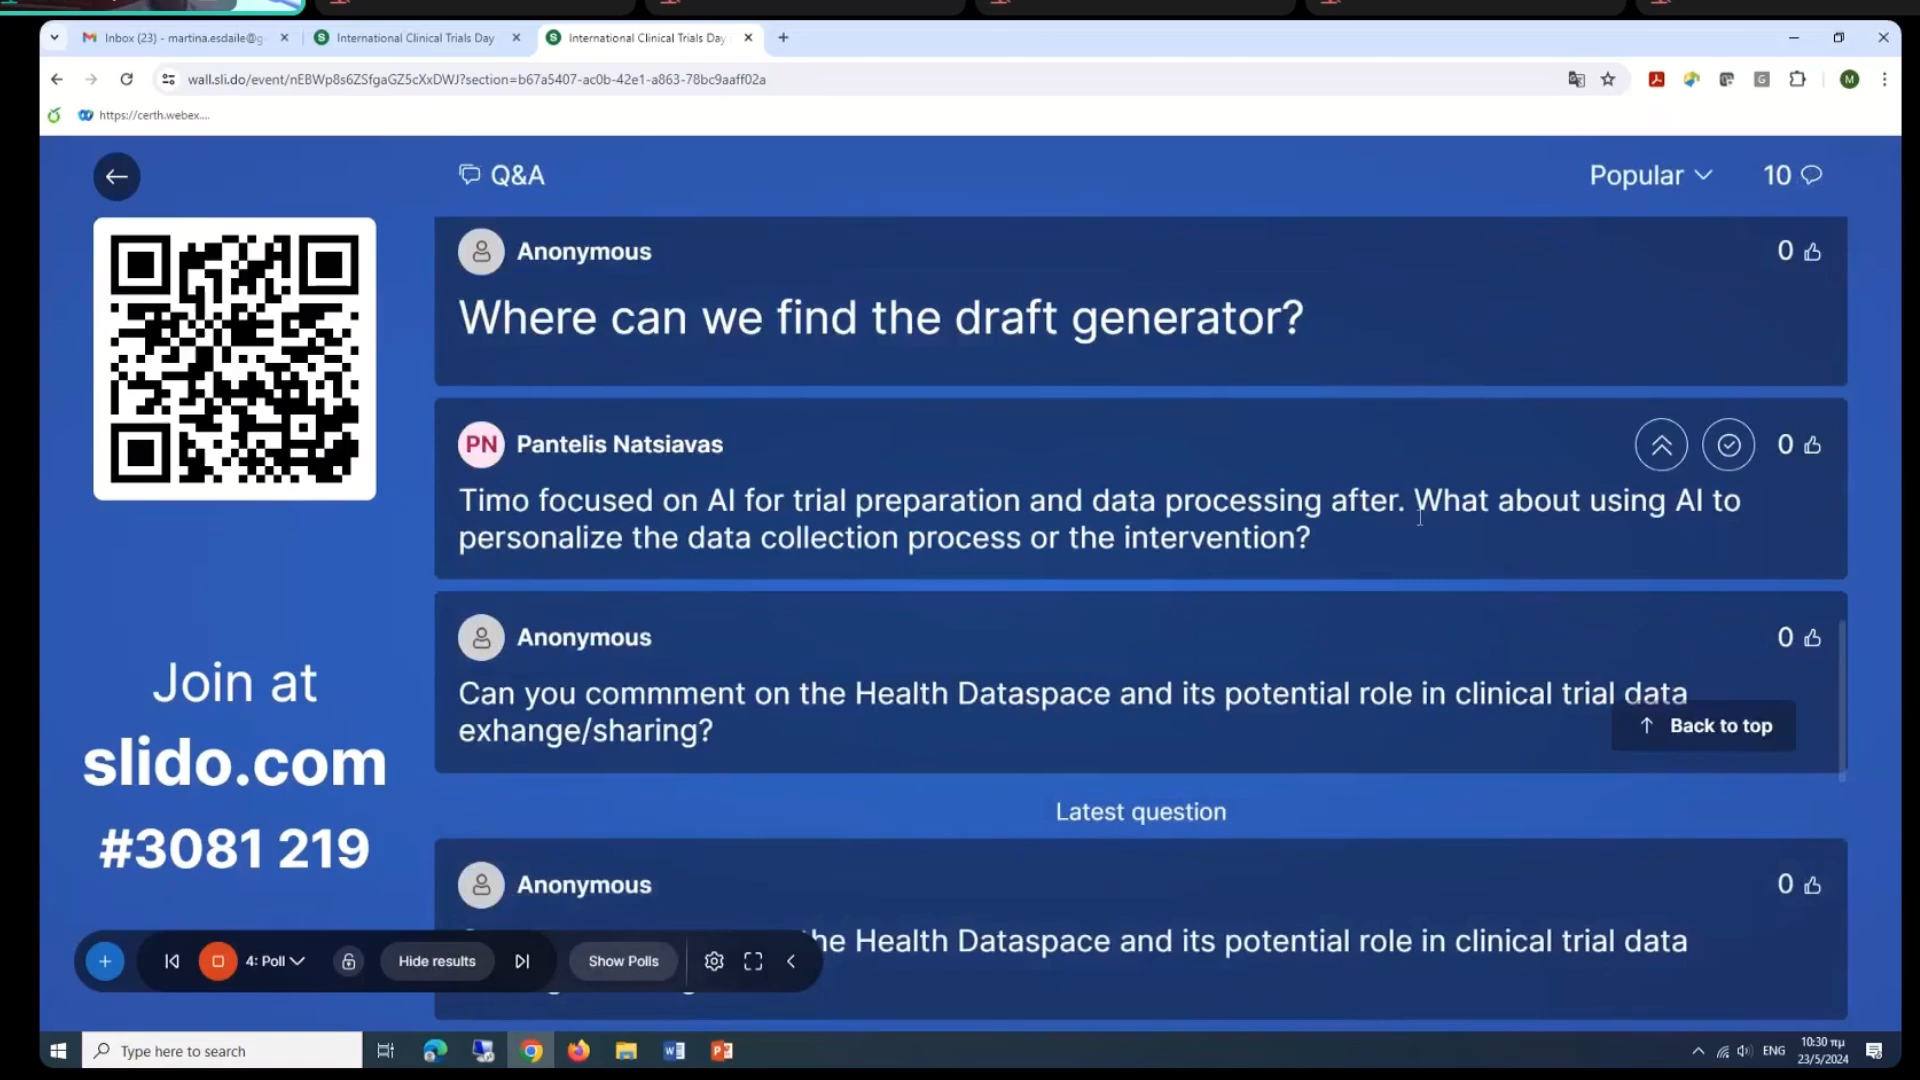 Inbox (23) - martina.esdaile@g
International Clinical Trials Day
International Clinical Trials Day
wall.sli.do/event/nEBWp8s6ZSfgaGZ5cXxDWJ?section=b67a5407-ac0b-42e1-a863-78bc9aaff02a
M
https://certh.webex....
Q&A
Popular
10
Anonymous
0
Where can we find the draft generator?
PN
Pantelis Natsiavas
0
Timo focused on AI for trial preparation and data processing after. What about using AI to
personalize the data collection process or the intervention?
Anonymous
0
Can you commment on the Health Dataspace and its potential role in clinical trial data
exhange/sharing?
Back to top
Latest question
Anonymous
0
the Health Dataspace and its potential role in clinical trial data
Join at
slido.com
#3081 219
4: Poll
Hide results
Show Polls
Type here to search
ENG
10:30 πμ
23/5/2024